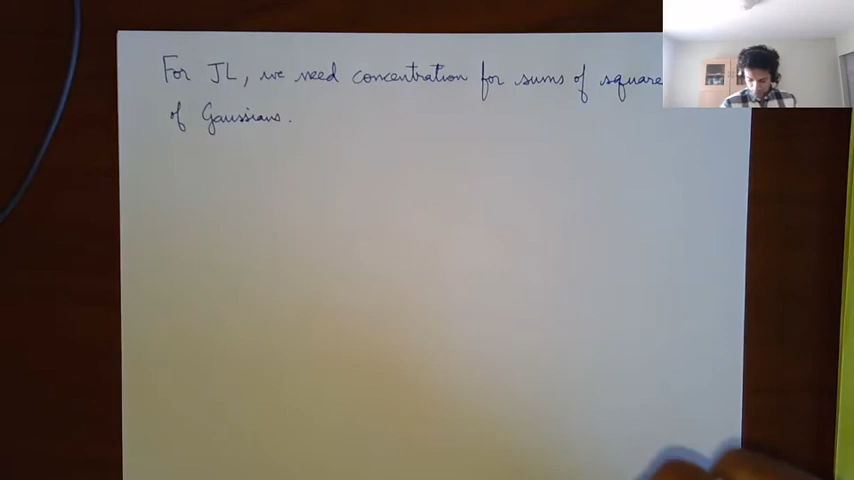 For JL, we need concentration for sums of square
of Gaussians.